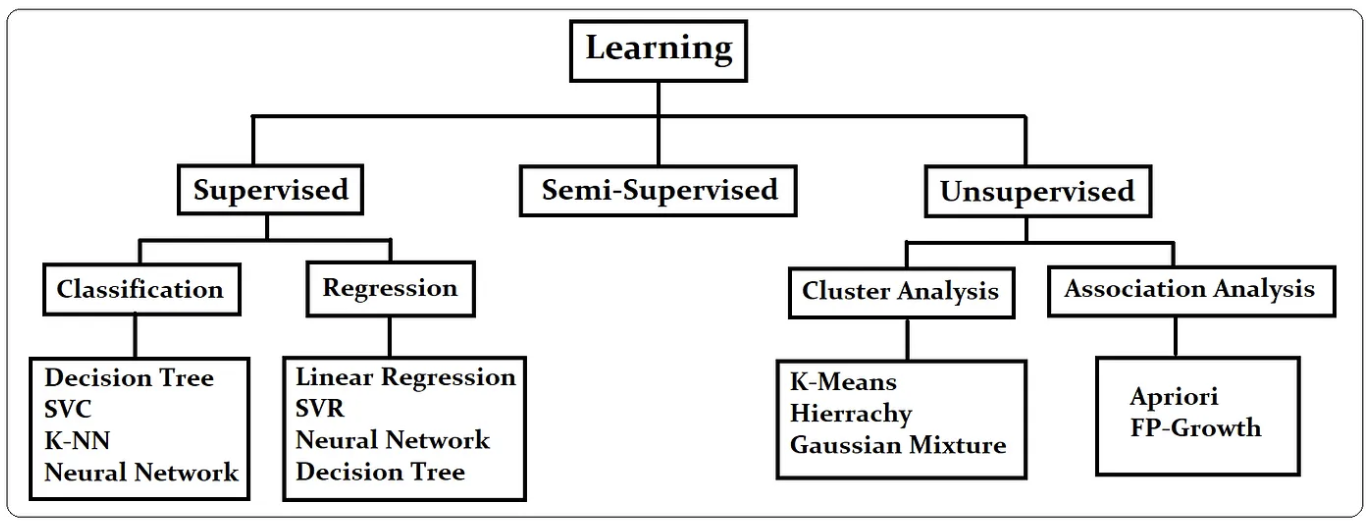 Learning
Supervised
Semi-Supervised
Unsupervised
Classification
Regression
Cluster Analysis
Association Analysis
Decision Tree
SVC
K-NN
Neural Network
Linear Regression
SVR
Neural Network
Decision Tree
K-Means
Hierrachy
Gaussian Mixture
Apriori
FP-Growth